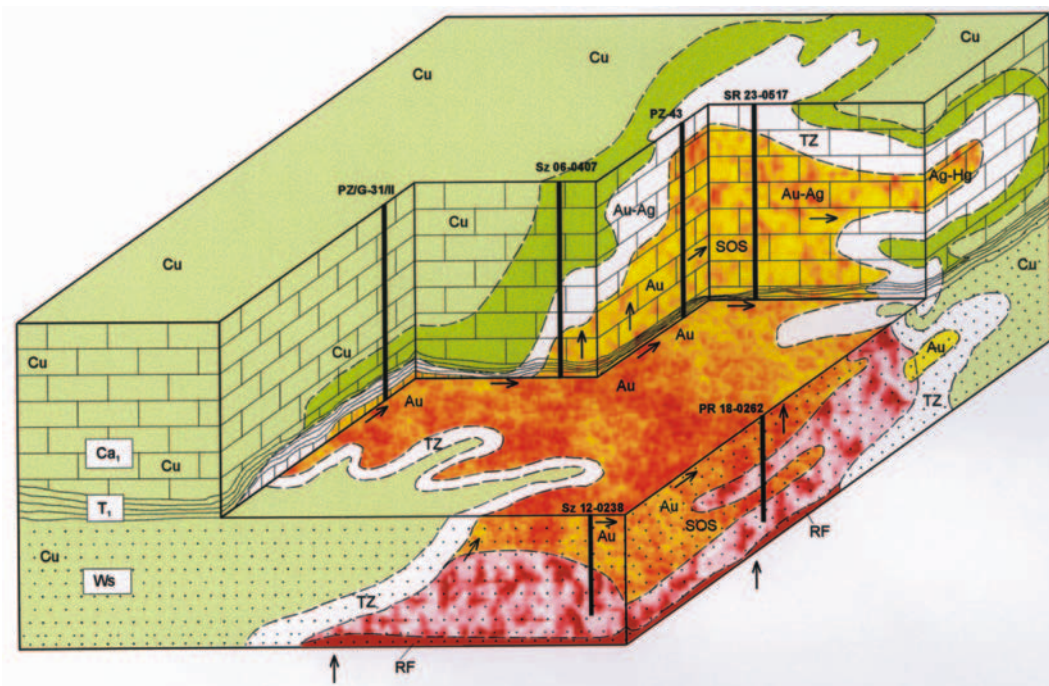 Cu
Cu
Cu
Cu
SR 23-0517
PZ-43
TZ
Sz 06-0407
Ag-Hg
PZ/G-31/II
Au-Ag
Au-Ag
Cu
SOS
Cu
Cu
Au
Cu
Au
Au
Cu
Au
Au
TZ
PR 18-0262
TZ
Ca₁
Cu
T₁
Sz 12-0238
Au
Au
SOS
RF
Cu
Ws
TZ
RF